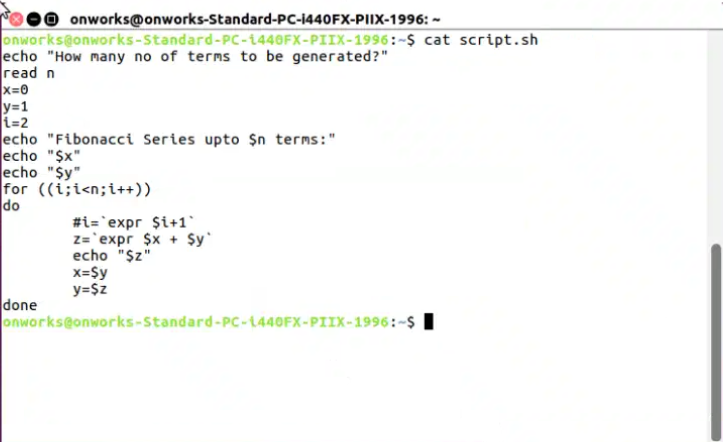 onworks@onworks-Standard-PC-i440FX-PIIX-1996: ~
onworks@onworks-Standard-PC-i440FX-PIIX-1996:~$ cat script.sh
echo "How many no of terms to be generated?"
read n
x=0
y=1
i=2
echo "Fibonacci Series upto $n terms:"
echo "$x"
echo "$y"
for ((i;i<n;i++))
do
        #i=`expr $i+1`
        z=`expr $x + $y`
        echo "$z"
        x=$y
        y=$z
done
onworks@onworks-Standard-PC-i440FX-PIIX-1996:~$